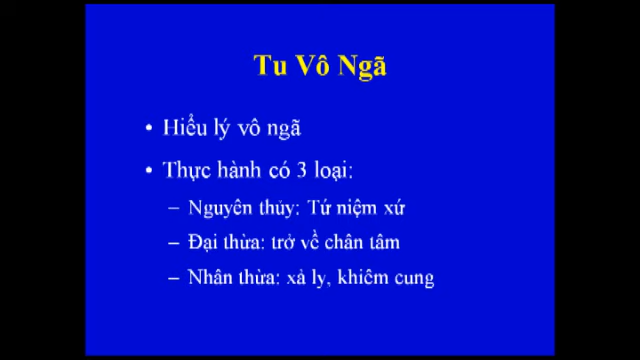 Tu Vô Ngã
• Hiểu lý vô ngã
• Thực hành có 3 loại:
– Nguyên thủy: Tứ niệm xứ
– Đại thừa: trở về chân tâm
– Nhân thừa: xả ly, khiêm cung